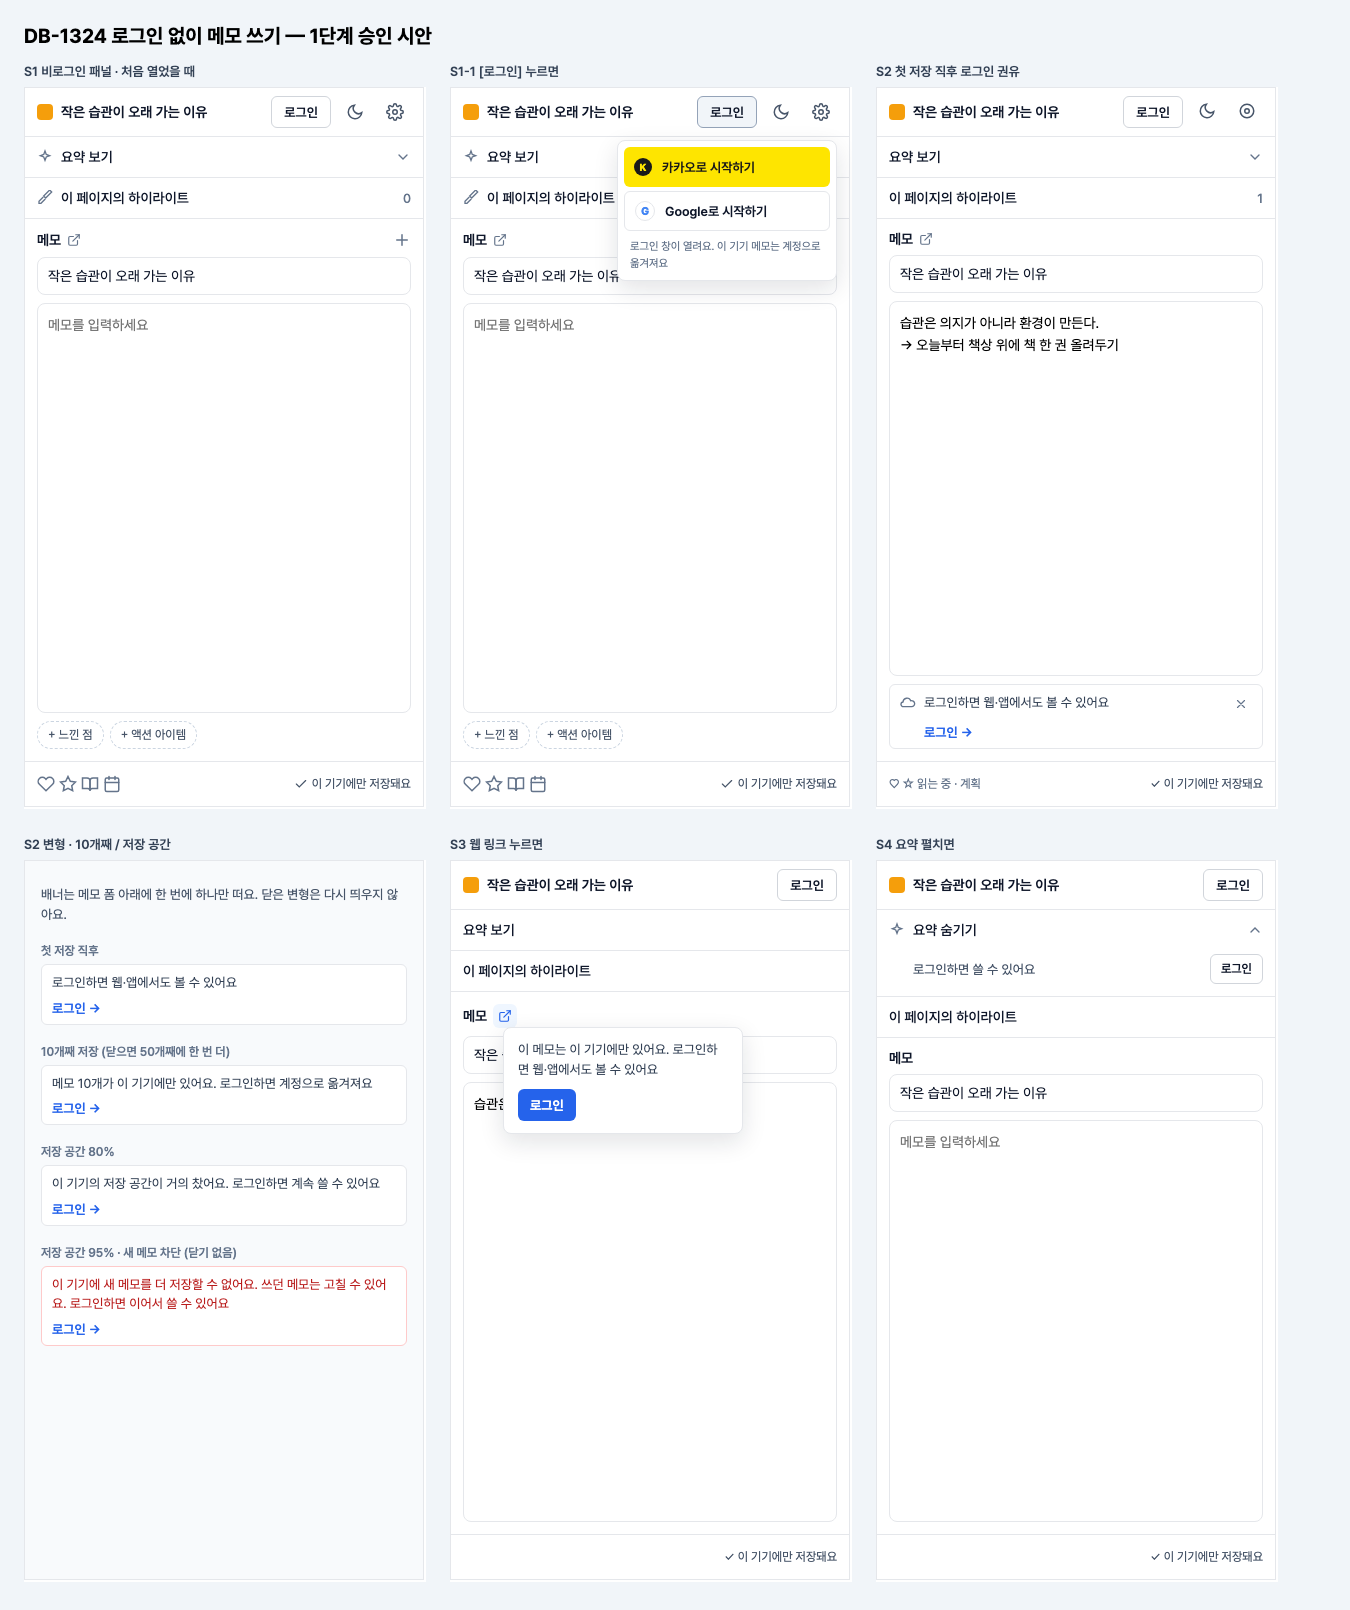 DB-1324 로그인 없이 메모 쓰기 — 1단계 승인 시안
S1 비로그인 패널 · 처음 열었을 때
작은 습관이 오래 가는 이유
로그인
요약 보기
이 페이지의 하이라이트
0
메모
작은 습관이 오래 가는 이유
메모를 입력하세요
+ 느낀 점
+ 액션 아이템
이 기기에만 저장돼요
S1-1 [로그인] 누르면
작은 습관이 오래 가는 이유
로그인
요약 보기
K 카카오로 시작하기
이 페이지의 하이라이트
G Google로 시작하기
로그인 창이 열려요. 이 기기 메모는 계정으로
옮겨져요
메모
작은 습관이 오래 가는 이유
메모를 입력하세요
+ 느낀 점
+ 액션 아이템
이 기기에만 저장돼요
S2 첫 저장 직후 로그인 권유
작은 습관이 오래 가는 이유
로그인
요약 보기
이 페이지의 하이라이트
1
메모
작은 습관이 오래 가는 이유
습관은 의지가 아니라 환경이 만든다.
→ 오늘부터 책상 위에 책 한 권 올려두기
로그인하면 웹·앱에서도 볼 수 있어요
로그인 →
♡ ☆ 읽는 중 · 계획
✓ 이 기기에만 저장돼요
S2 변형 · 10개째 / 저장 공간
배너는 메모 폼 아래에 한 번에 하나만 떠요. 닫은 변형은 다시 띄우지 않
아요.
첫 저장 직후
로그인하면 웹·앱에서도 볼 수 있어요
로그인 →
10개째 저장 (닫으면 50개째에 한 번 더)
메모 10개가 이 기기에만 있어요. 로그인하면 계정으로 옮겨져요
로그인 →
저장 공간 80%
이 기기의 저장 공간이 거의 찼어요. 로그인하면 계속 쓸 수 있어요
로그인 →
저장 공간 95% · 새 메모 차단 (닫기 없음)
이 기기에 새 메모를 더 저장할 수 없어요. 쓰던 메모는 고칠 수 있어
요. 로그인하면 이어서 쓸 수 있어요
로그인 →
S3 웹 링크 누르면
작은 습관이 오래 가는 이유
로그인
요약 보기
이 페이지의 하이라이트
메모
작은
이 메모는 이 기기에만 있어요. 로그인하
면 웹·앱에서도 볼 수 있어요
습관은
로그인
✓ 이 기기에만 저장돼요
S4 요약 펼치면
작은 습관이 오래 가는 이유
로그인
요약 숨기기
로그인하면 쓸 수 있어요
로그인
이 페이지의 하이라이트
메모
작은 습관이 오래 가는 이유
메모를 입력하세요
✓ 이 기기에만 저장돼요